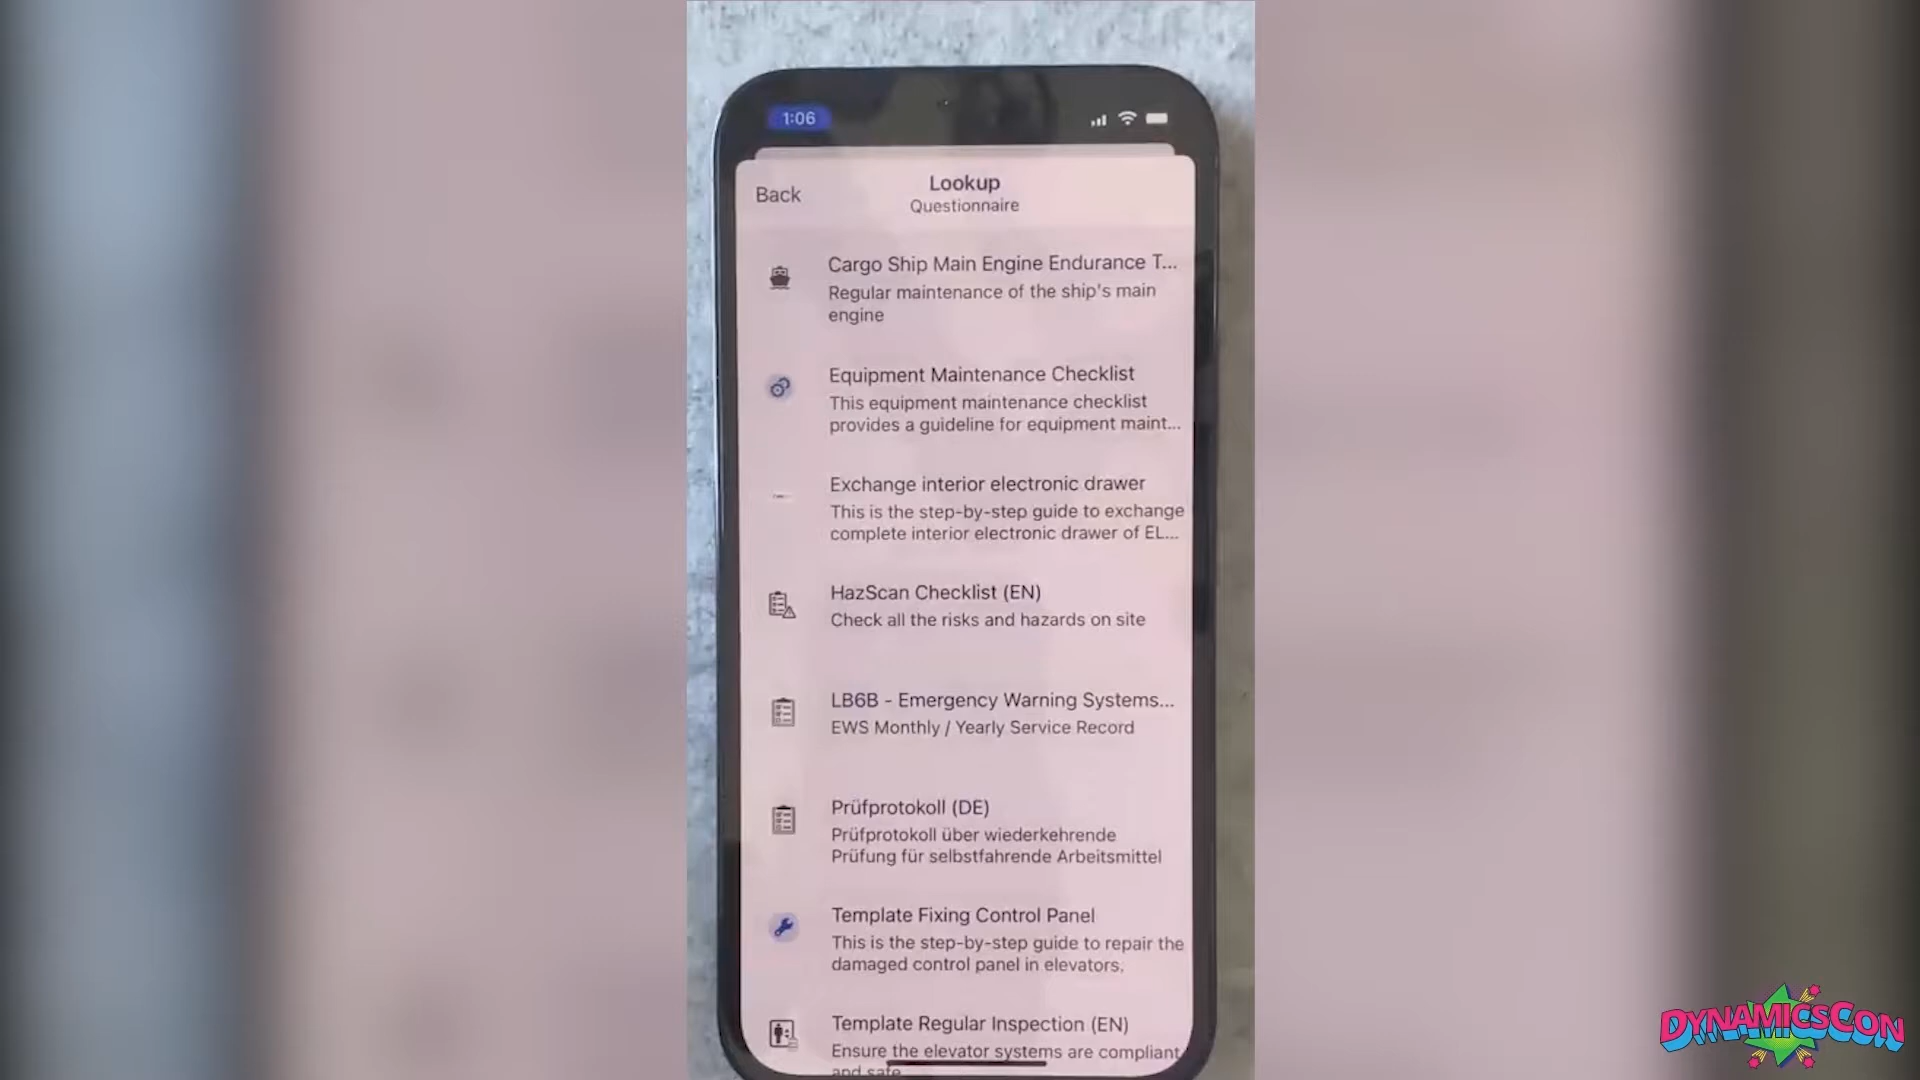 1:06
Back
Lookup
Questionnaire
Cargo Ship Main Engine Endurance T...
Regular maintenance of the ship's main
engine
Equipment Maintenance Checklist
This equipment maintenance checklist
provides a guideline for equipment maint...
Exchange interior electronic drawer
This is the step-by-step guide to exchange
complete interior electronic drawer of EL...
HazScan Checklist (EN)
Check all the risks and hazards on site
LB6B - Emergency Warning Systems...
EWS Monthly / Yearly Service Record
Prüfprotokoll (DE)
Prüfprotokoll über wiederkehrende
Prüfung für selbstfahrende Arbeitsmittel
Template Fixing Control Panel
This is the step-by-step guide to repair the
damaged control panel in elevators.
Template Regular Inspection (EN)
Ensure the elevator systems are compliant
and safe
DYNAMICSCON